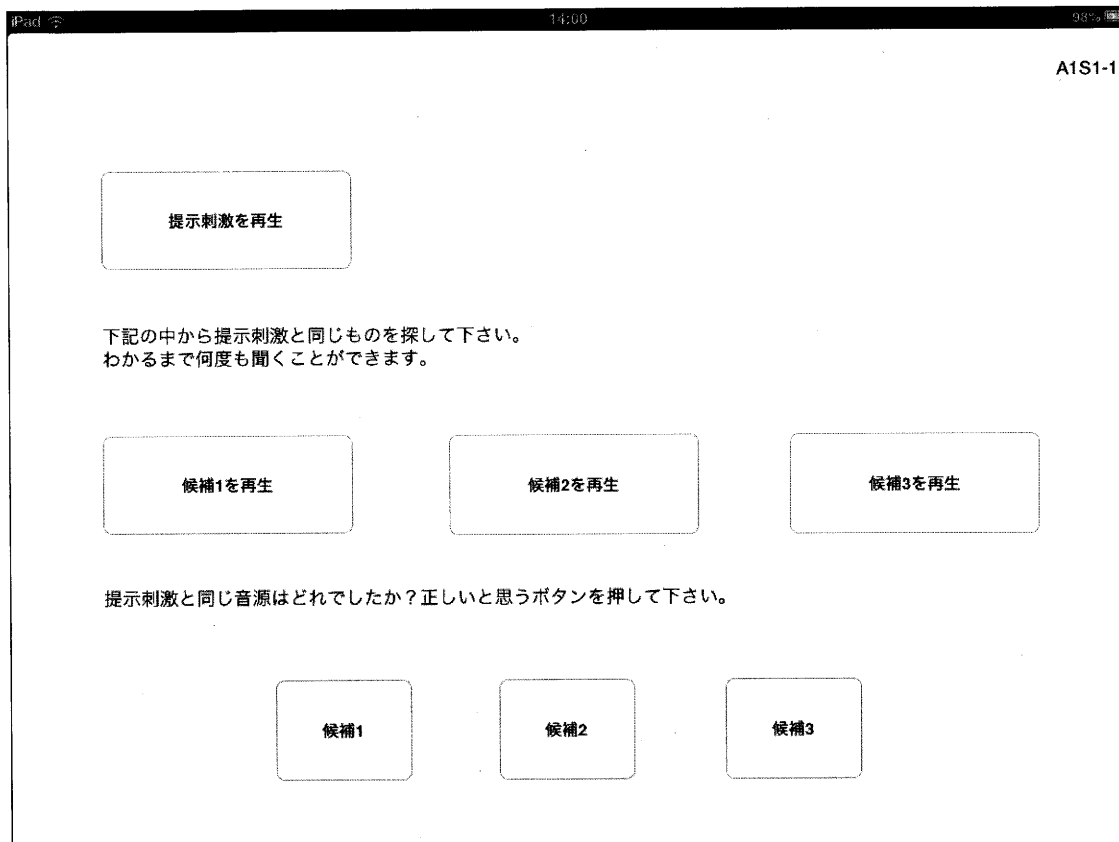 iPad 14:00 98%
A1S1-1
提示刺激を再生
下記の中から提示刺激と同じものを探して下さい。
わかるまで何度も聞くことができます。
候補1を再生 候補2を再生 候補3を再生
提示刺激と同じ音源はどれでしたか？正しいと思うボタンを押して下さい。
候補1 候補2 候補3